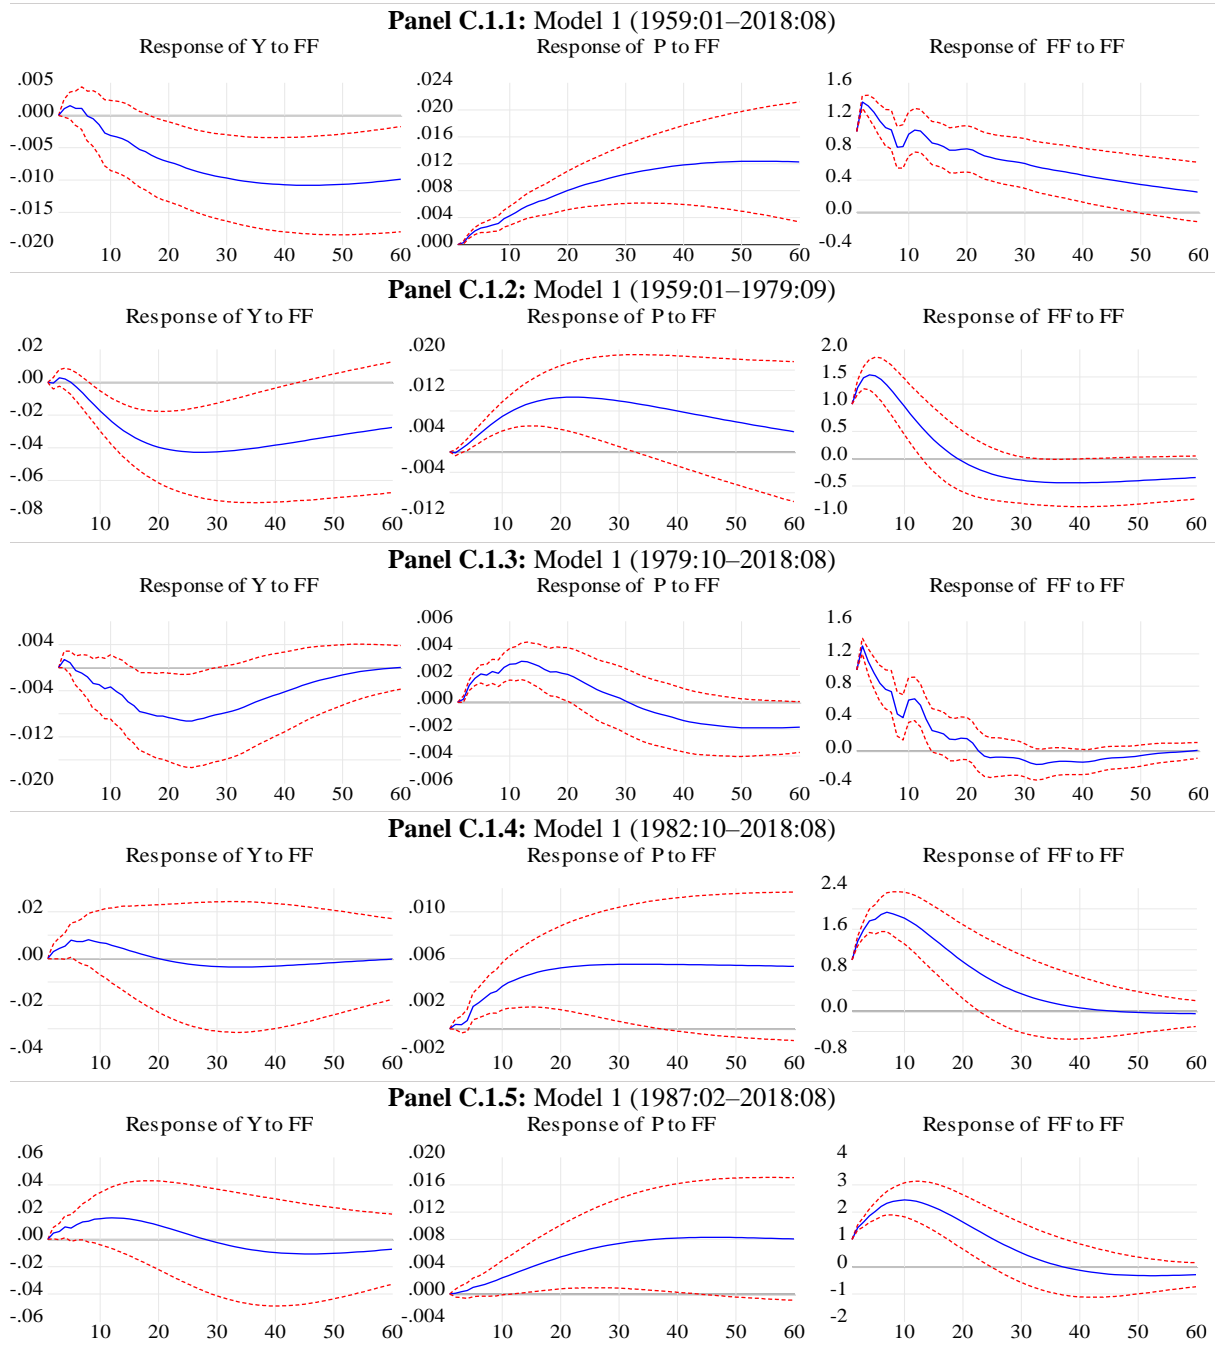 Panel C.1.1: Model 1 (1959:01–2018:08)
Response of Y to FF
.005
.000
-.005
-.010
-.015
-.020
10 20 30 40 50 60
Response of P to FF
.024
.020
.016
.012
.008
.004
.000
10 20 30 40 50 60
Response of FF to FF
1.6
1.2
0.8
0.4
0.0
-0.4
10 20 30 40 50 60
Panel C.1.2: Model 1 (1959:01–1979:09)
Response of Y to FF
.02
.00
-.02
-.04
-.06
-.08
10 20 30 40 50 60
Response of P to FF
.020
.012
.004
-.004
-.012
10 20 30 40 50 60
Response of FF to FF
2.0
1.5
1.0
0.5
0.0
-0.5
-1.0
10 20 30 40 50 60
Panel C.1.3: Model 1 (1979:10–2018:08)
Response of Y to FF
.004
-.004
-.012
-.020
10 20 30 40 50 60
Response of P to FF
.006
.004
.002
.000
-.002
-.004
-.006
10 20 30 40 50 60
Response of FF to FF
1.6
1.2
0.8
0.4
0.0
-0.4
10 20 30 40 50 60
Panel C.1.4: Model 1 (1982:10–2018:08)
Response of Y to FF
.02
.00
-.02
-.04
10 20 30 40 50 60
Response of P to FF
.010
.006
.002
-.002
10 20 30 40 50 60
Response of FF to FF
2.4
1.6
0.8
0.0
-0.8
10 20 30 40 50 60
Panel C.1.5: Model 1 (1987:02–2018:08)
Response of Y to FF
.06
.04
.02
.00
-.02
-.04
-.06
10 20 30 40 50 60
Response of P to FF
.020
.016
.012
.008
.004
.000
-.004
10 20 30 40 50 60
Response of FF to FF
4
3
2
1
0
-1
-2
10 20 30 40 50 60